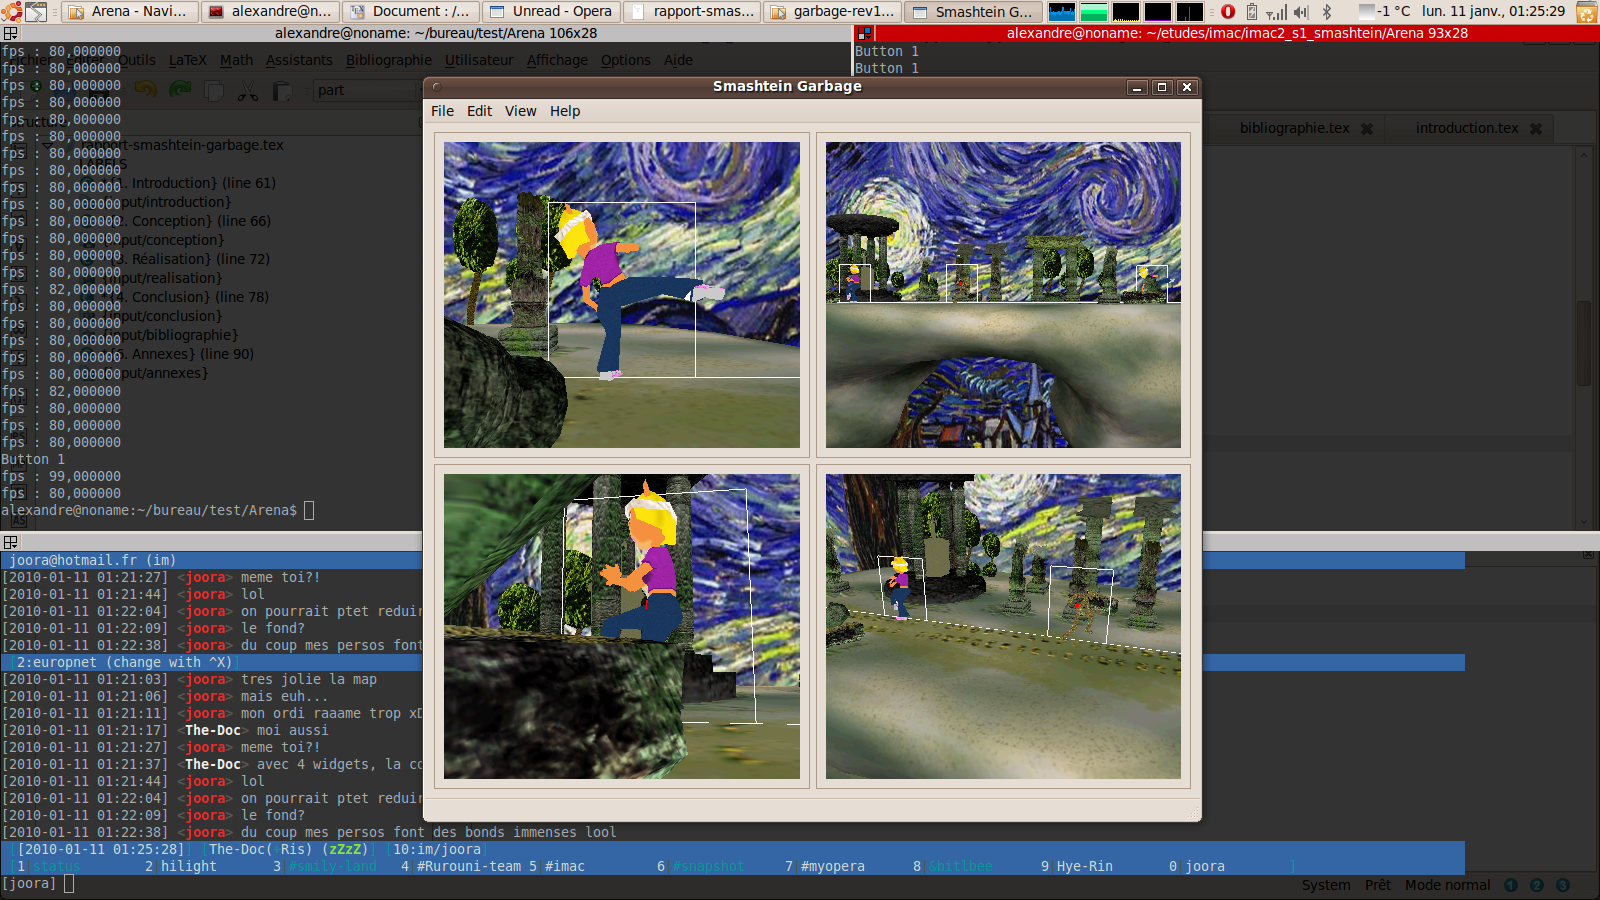 Arena - Navi...
alexandre@n...
Document : /...
Unread - Opera
rapport-smas...
garbage-rev1...
Smashtein G...
-1 °C
lun. 11 janv., 01:25:29
alexandre@noname: ~/bureau/test/Arena 106x28
alexandre@noname: ~/etudes/imac/imac2_s1_smashtein/Arena 93x28
fps : 80,000000
Button 1
Fichier Éditer Outils LaTeX Math Assistants Bibliographie Utilisateur Affichage Options Aide
fps : 80,000000
Button 1
fps : 80,000000
fps : 80,000000
part
fps : 80,000000
fps : 80,000000
bibliographie.tex
introduction.tex
fps : 80,000000
rapport-smashtein-garbage.tex
fps : 80,000000
LABELS
fps : 80,000000
{1. Introduction} (line 61)
fps : 80,000000
input/introduction}
fps : 80,000000
{2. Conception} (line 66)
fps : 80,000000
input/conception}
fps : 80,000000
{3. Réalisation} (line 72)
fps : 80,000000
input/realisation}
fps : 82,000000
{4. Conclusion} (line 78)
fps : 80,000000
input/conclusion}
fps : 80,000000
input/bibliographie}
fps : 80,000000
{6. Annexes} (line 90)
fps : 80,000000
input/annexes}
fps : 80,000000
fps : 82,000000
fps : 80,000000
fps : 80,000000
fps : 80,000000
Button 1
fps : 99,000000
fps : 80,000000
alexandre@noname:~/bureau/test/Arena$
Smashtein Garbage
File Edit View Help
joora@hotmail.fr (im)
[2010-01-11 01:21:27] <joora> meme toi?!
[2010-01-11 01:21:44] <joora> lol
[2010-01-11 01:22:04] <joora> on pourrait ptet reduir
[2010-01-11 01:22:09] <joora> le fond?
[2010-01-11 01:22:38] <joora> du coup mes persos font
[2:europnet (change with ^X)]
[2010-01-11 01:21:03] <joora> tres jolie la map
[2010-01-11 01:21:06] <joora> mais euh...
[2010-01-11 01:21:11] <joora> mon ordi raaame trop xD
[2010-01-11 01:21:17] <The-Doc> moi aussi
[2010-01-11 01:21:27] <joora> meme toi?!
[2010-01-11 01:21:37] <The-Doc> avec 4 widgets, la co
[2010-01-11 01:21:44] <joora> lol
[2010-01-11 01:22:04] <joora> on pourrait ptet reduir
[2010-01-11 01:22:09] <joora> le fond?
[2010-01-11 01:22:38] <joora> du coup mes persos font des bonds immenses lool
[[2010-01-11 01:25:28] [The-Doc(+Ris) (zZzZ)] [10:im/joora]
[1|status 2|hilight 3|#smily-land 4|#Rurouni-team 5|#imac 6|#snapshot 7|#myopera 8|&bitlbee 9|Hye-Rin 0|joora ]
[joora]
System Prêt Mode normal 1 2 3